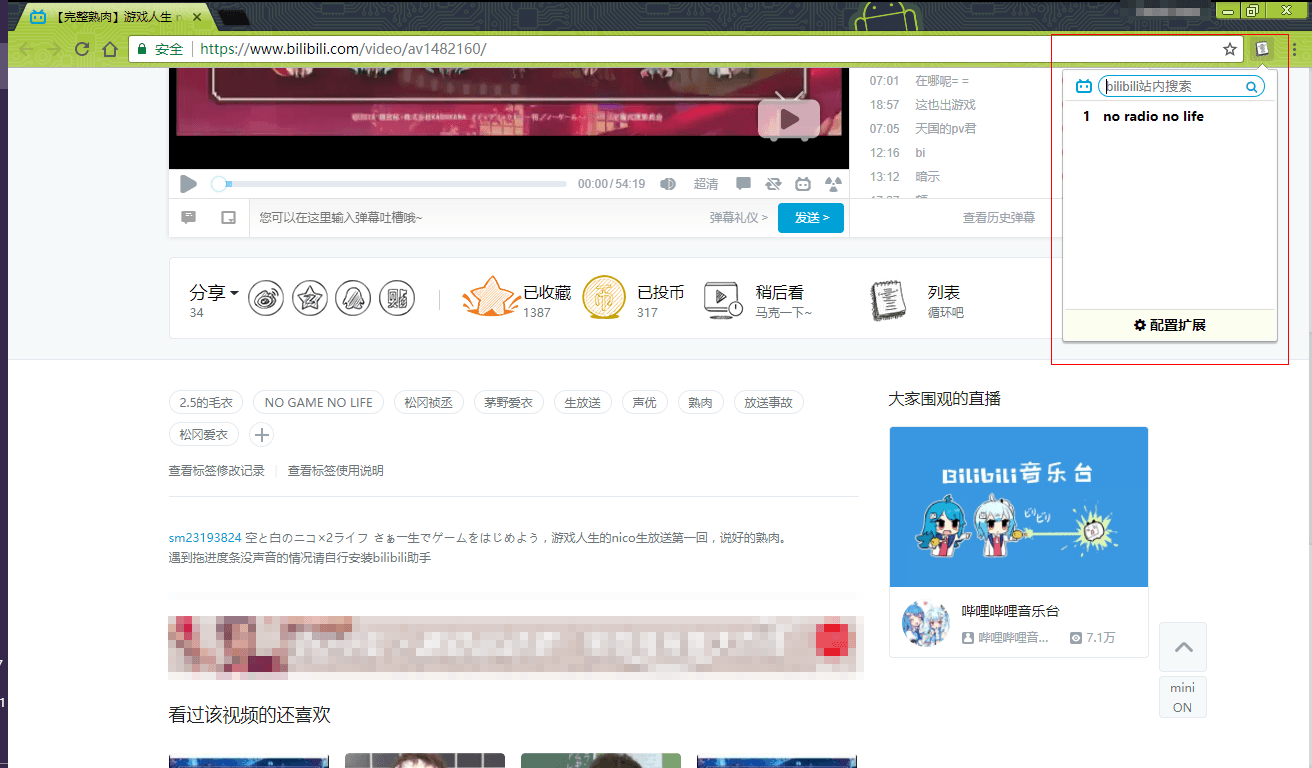 【完整熟肉】游戏人生 n
安全 https://www.bilibili.com/video/av1482160/
bilibili站内搜索
1 no radio no life
配置扩展
07:01 在哪呢= =
18:57 这也出游戏
07:05 天国的pv君
12:16 bi
13:12 暗示
00:00/54:19 超清
您可以在这里输入弹幕吐槽哦~ 弹幕礼仪 > 发送 > 查看历史弹幕
分享 34
已收藏 1387
已投币 317
稍后看 马克一下~
列表 循环吧
贴
币
2.5的毛衣 NO GAME NO LIFE 松冈祯丞 茅野爱衣 生放送 声优 熟肉 放送事故
松冈爱衣
查看标签修改记录 查看标签使用说明
sm23193824 空と白のニコ×2ライフ さぁ一生でゲームをはじめよう，游戏人生的nico生放送第一回，说好的熟肉。
遇到拖进度条没声音的情况请自行安装bilibili助手
大家围观的直播
Bilibili音乐台
ビリビリ
哔哩哔哩音乐台
哔哩哔哩音... 7.1万
mini
ON
看过该视频的还喜欢